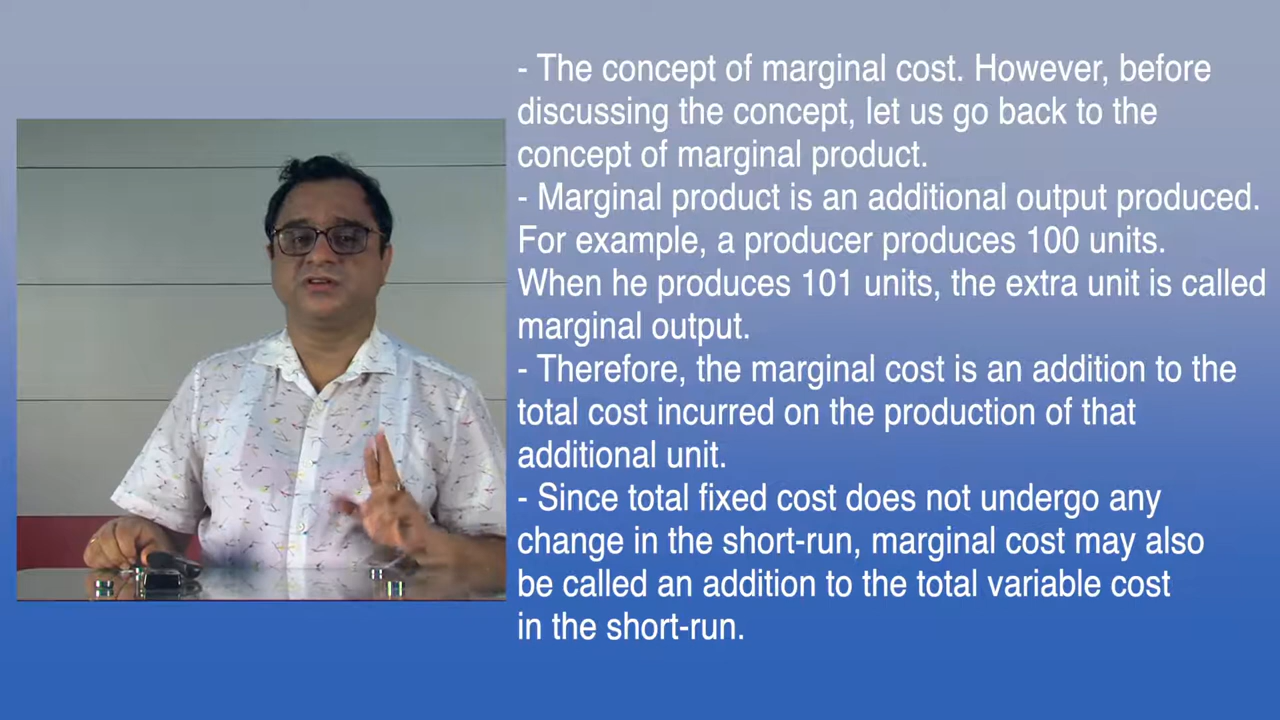 - The concept of marginal cost. However, before
discussing the concept, let us go back to the
concept of marginal product.
- Marginal product is an additional output produced.
For example, a producer produces 100 units.
When he produces 101 units, the extra unit is called
marginal output.
- Therefore, the marginal cost is an addition to the
total cost incurred on the production of that
additional unit.
- Since total fixed cost does not undergo any
change in the short-run, marginal cost may also
be called an addition to the total variable cost
in the short-run.